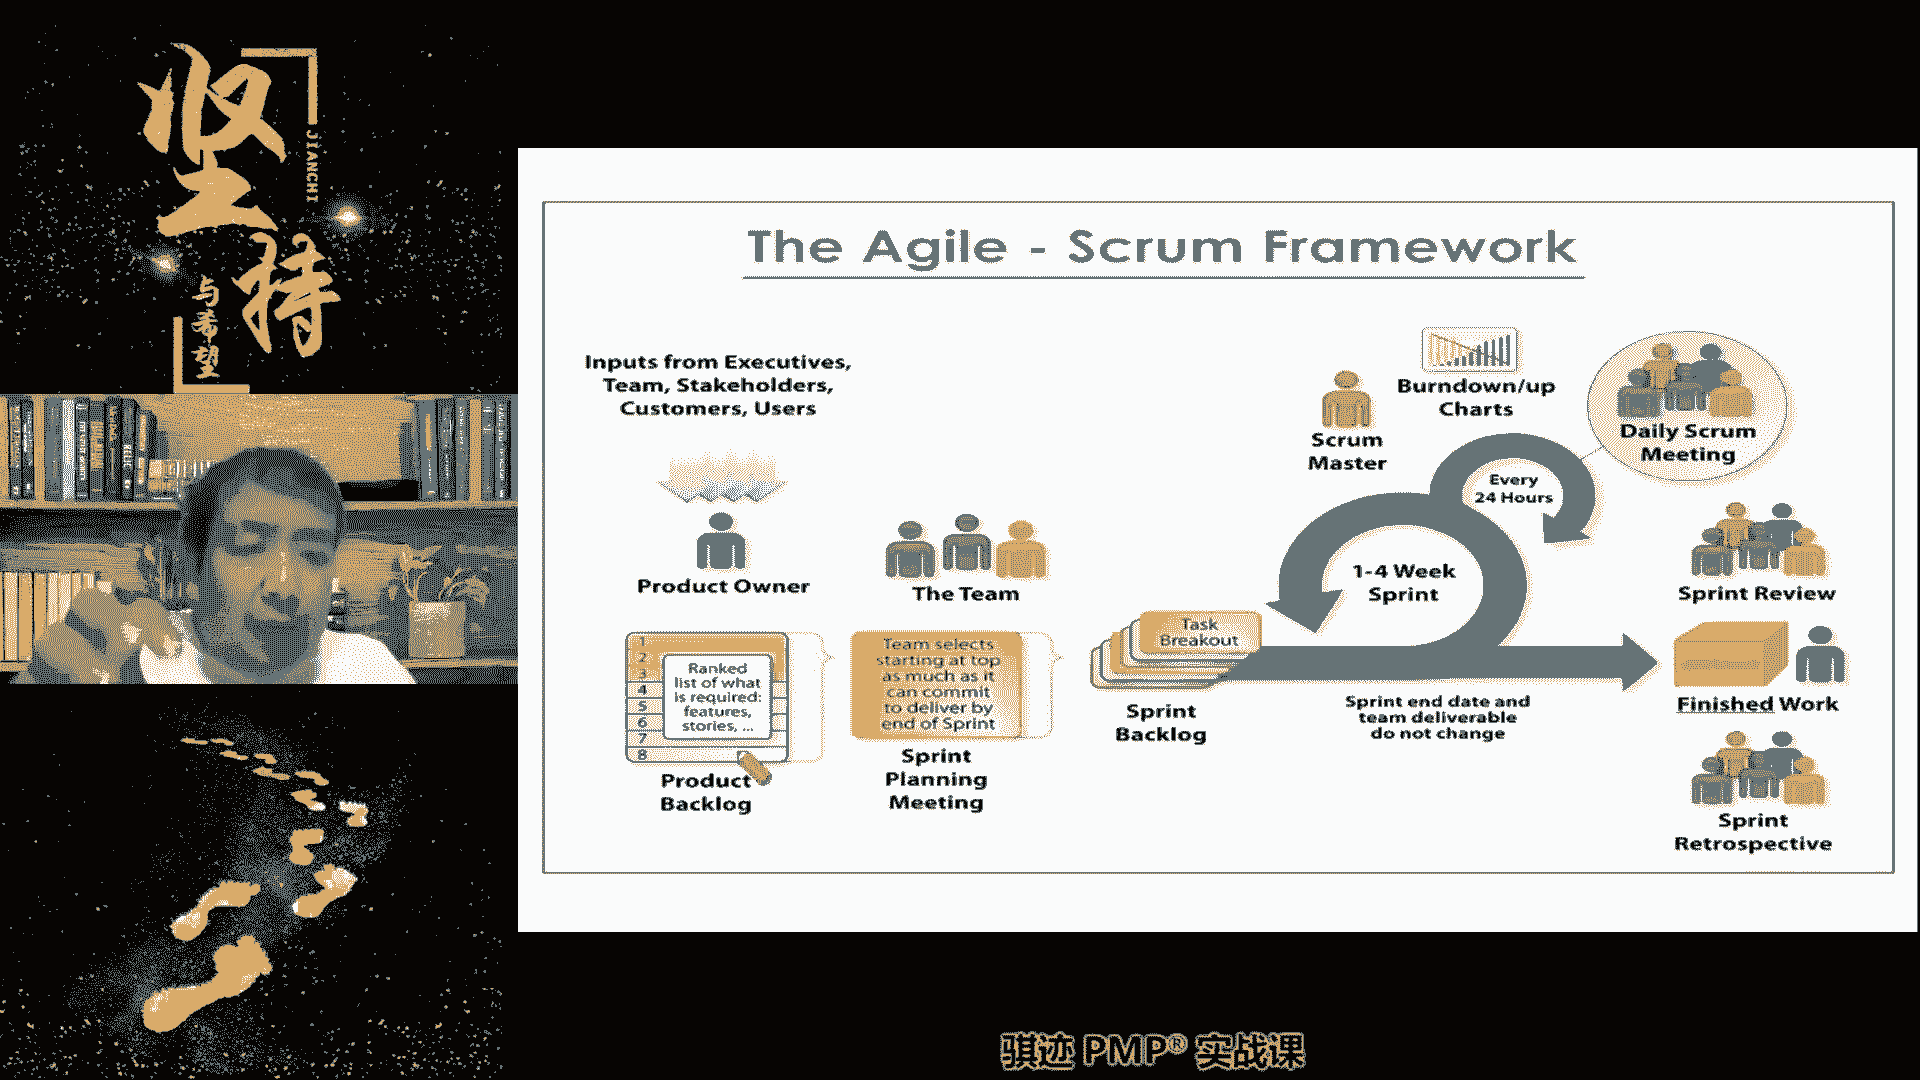 坚持
JIANCHI
与希望
The Agile - Scrum Framework
Inputs from Executives,
Team, Stakeholders,
Customers, Users
Product Owner
The Team
1
2
3
4
5
6
7
8
Ranked
list of what
is required:
features,
stories, ...
Product
Backlog
Team selects
starting at top
as much as it
can commit
to deliver by
end of Sprint
Sprint
Planning
Meeting
Task
Breakout
Sprint
Backlog
Scrum
Master
Burndown/up
Charts
Daily Scrum
Meeting
Every
24 Hours
1-4 Week
Sprint
Sprint end date and
team deliverable
do not change
Sprint Review
Finished Work
Sprint
Retrospective
骐迹 PMP® 实战课